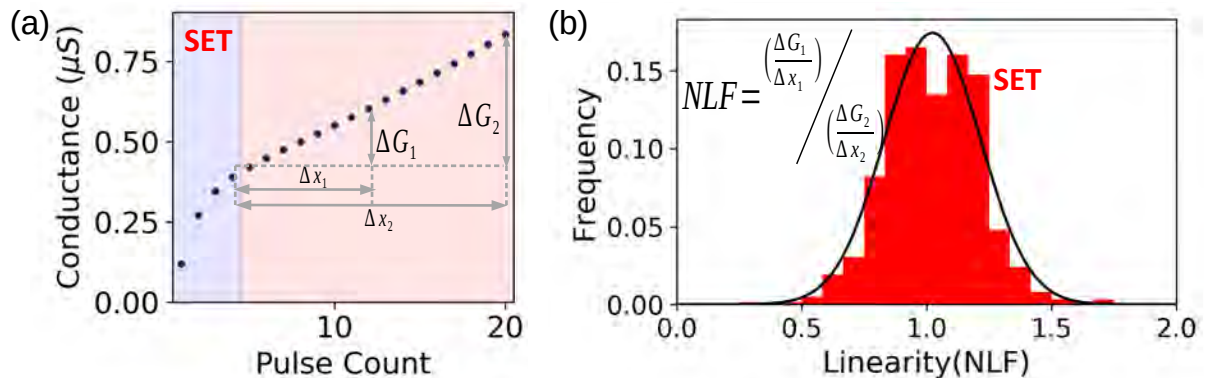 (a)
SET
Conductance (μS)
0.75
0.50
0.25
0.00
ΔG₁
ΔG₂
Δx₁
Δx₂
10
20
Pulse Count
(b)
NLF=(ΔG₁/Δx₁)/(ΔG₂/Δx₂)
SET
Frequency
0.15
0.10
0.05
0.00
0.0
0.5
1.0
1.5
2.0
Linearity(NLF)